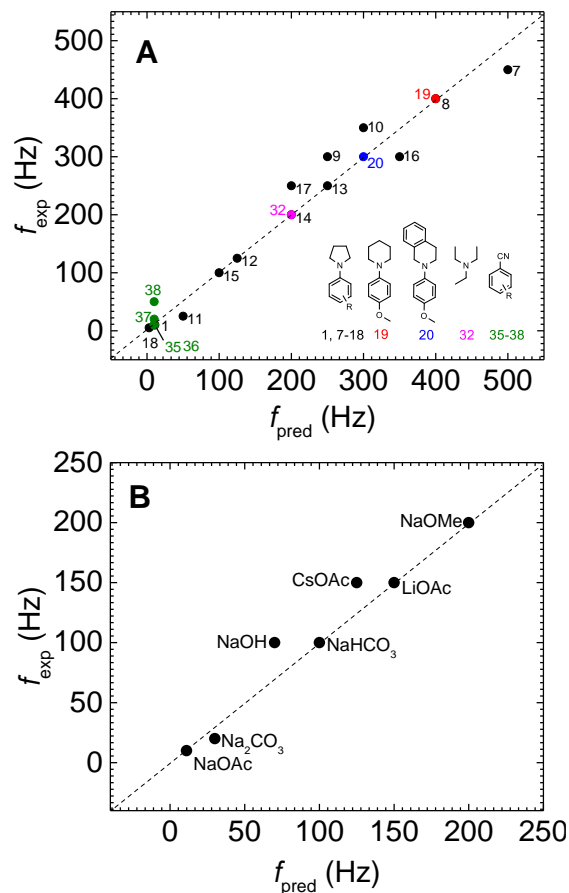 A
500
400
300
200
100
0
f_exp (Hz)
7
19
8
10
9
20
16
17
13
32
14
12
15
38
37
1
11
18
35 36
N
R
N
O
N
O
N
CN
R
1, 7-18 19 20 32 35-38
0 100 200 300 400 500
f_pred (Hz)
B
250
200
150
100
50
0
f_exp (Hz)
NaOMe
CsOAc
LiOAc
NaOH
NaHCO₃
Na₂CO₃
NaOAc
0 50 100 150 200 250
f_pred (Hz)